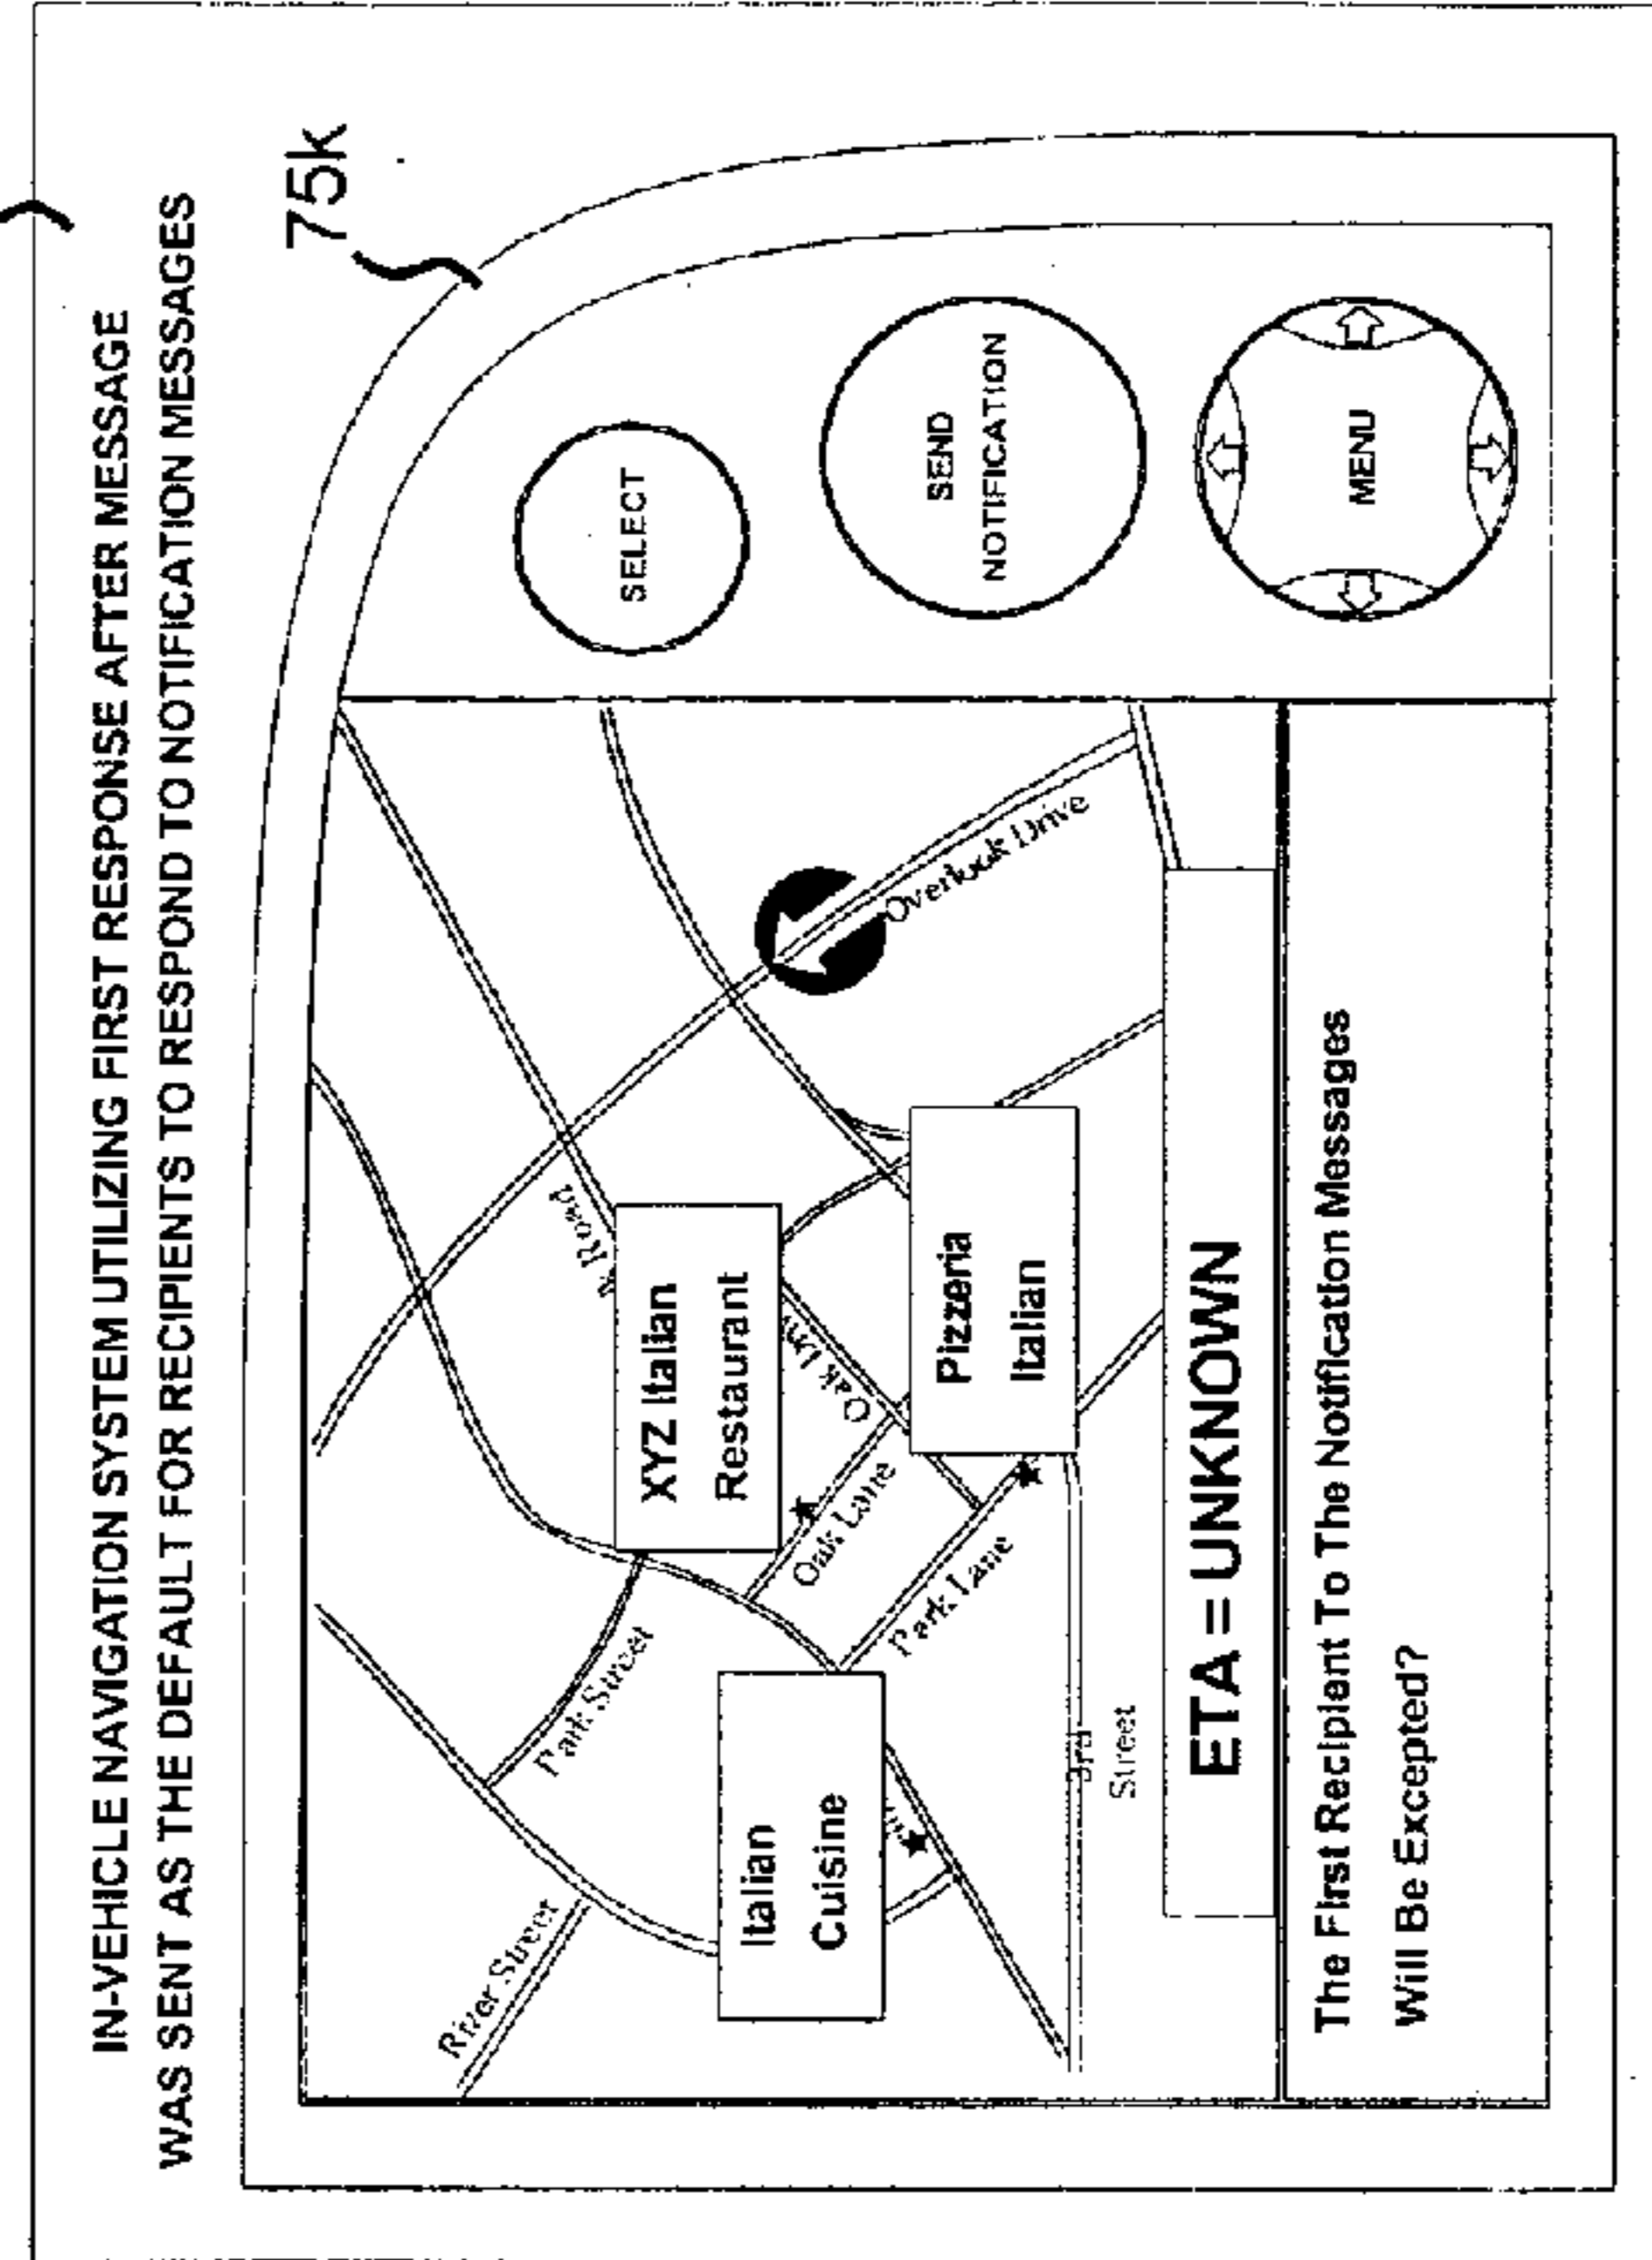 IN-VEHICLE NAVIGATION SYSTEM UTILIZING FIRST RESPONSE AFTER MESSAGE
WAS SENT AS THE DEFAULT FOR RECIPIENTS TO RESPOND TO NOTIFICATION MESSAGES
75k
River Street
Park Street
Road
XYZ Italian
Restaurant
Oak
Oak Lane
Italian
Cuisine
Park Lane
Pizzeria
Italian
Overlook Drive
3rd
Street
ETA = UNKNOWN
The First Recipient To The Notification Messages
Will Be Excepted?
SELECT
SEND
NOTIFICATION
MENU